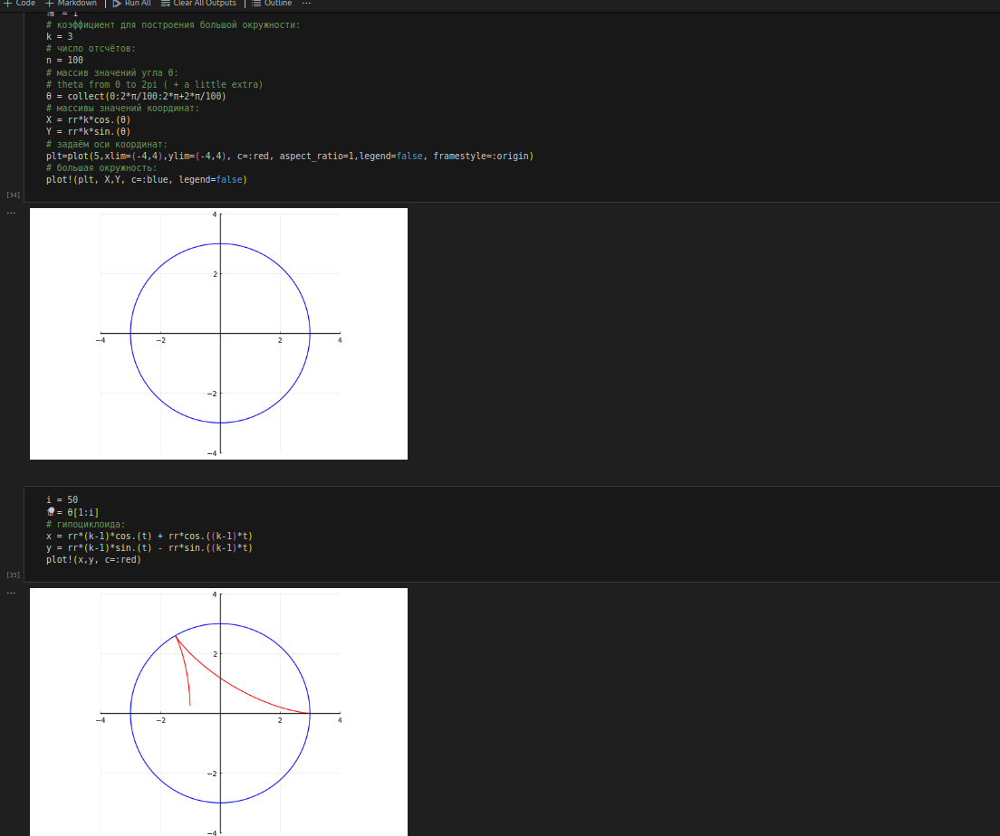 Code Markdown Run All Clear All Outputs Outline ...
= 1
# коэффициент для построения большой окружности:
k = 3
# число отсчётов:
n = 100
# массив значений угла θ:
# theta from 0 to 2pi ( + a little extra)
θ = collect(0:2*π/100:2*π+2*π/100)
# массивы значений координат:
X = rr*k*cos.(θ)
Y = rr*k*sin.(θ)
# задаём оси координат:
plt=plot(5,xlim=(-4,4),ylim=(-4,4), c=:red, aspect_ratio=1,legend=false, framestyle=:origin)
# большая окружность:
plot!(plt, X,Y, c=:blue, legend=false)
[34]
...
4
2
−4 −2 2 4
−2
−4
i = 50
= θ[1:i]
# гипоциклоида:
x = rr*(k-1)*cos.(t) + rr*cos.((k-1)*t)
y = rr*(k-1)*sin.(t) - rr*sin.((k-1)*t)
plot!(x,y, c=:red)
[35]
...
4
2
−4 −2 2 4
−2
−4